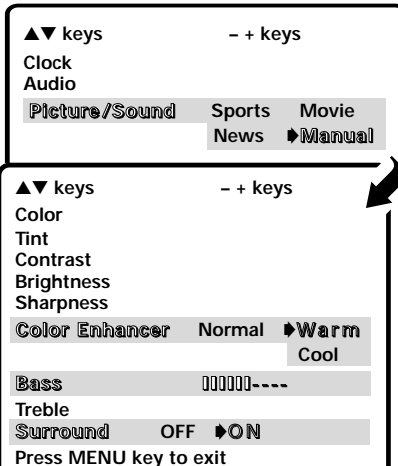 ▲▼ keys – + keys
Clock
Audio
Picture/Sound Sports Movie
News ➧Manual
▲▼ keys – + keys
Color
Tint
Contrast
Brightness
Sharpness
Color Enhancer Normal ➧Warm
Cool
Bass ▯▯▯▯▯▯----
Treble
Surround OFF ➧ON
Press MENU key to exit